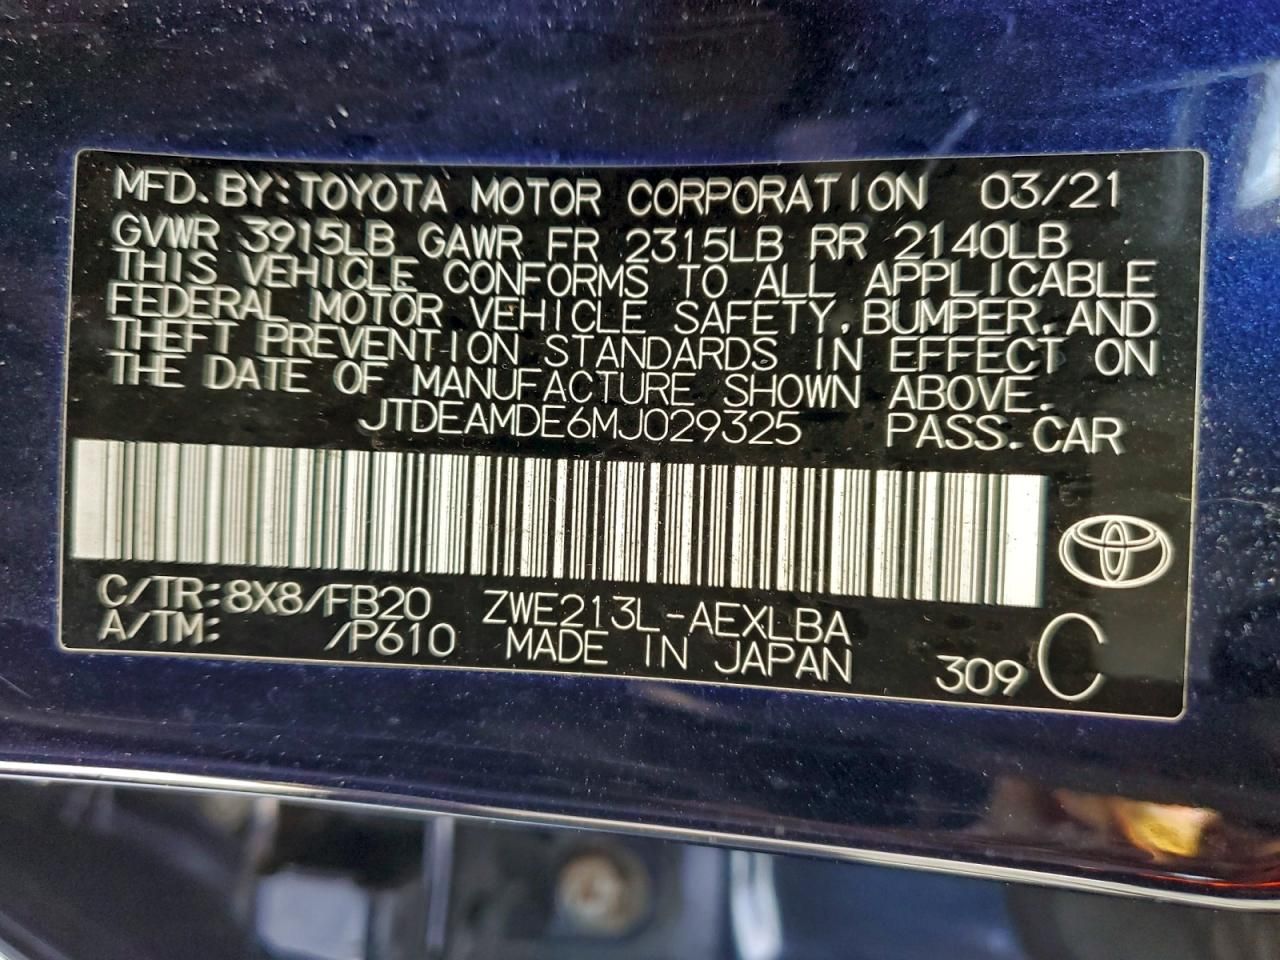 MFD. BY: TOYOTA MOTOR CORPORATION 03/21
GVWR 3915LB GAWR FR 2315LB RR 2140LB
THIS VEHICLE CONFORMS TO ALL APPLICABLE
FEDERAL MOTOR VEHICLE SAFETY, BUMPER, AND
THEFT PREVENTION STANDARDS IN EFFECT ON
THE DATE OF MANUFACTURE SHOWN ABOVE.
JTDEAMDE6MJ029325 PASS. CAR
C/TR: 8X8/FB20 ZWE213L-AEXLBA
A/TM: /P610 MADE IN JAPAN 309 C